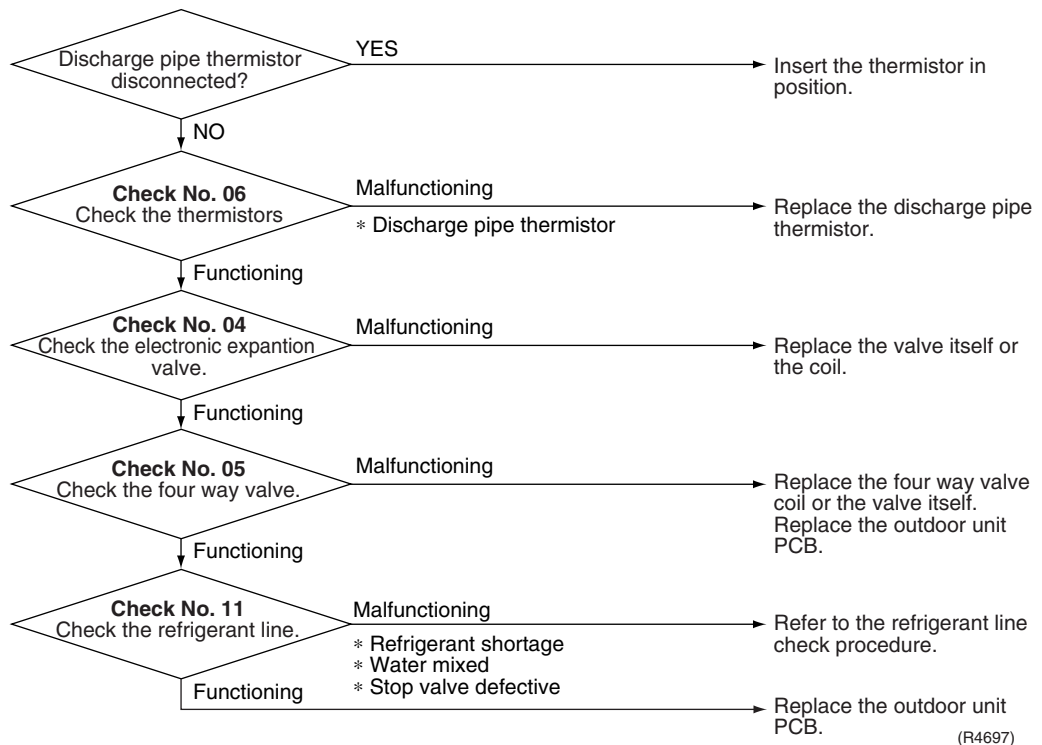 Discharge pipe thermistor
disconnected?
YES
Insert the thermistor in
position.
NO
Check No. 06
Check the thermistors
Malfunctioning
∗ Discharge pipe thermistor
Replace the discharge pipe
thermistor.
Functioning
Check No. 04
Check the electronic expantion
valve.
Malfunctioning
Replace the valve itself or
the coil.
Functioning
Check No. 05
Check the four way valve.
Malfunctioning
Replace the four way valve
coil or the valve itself.
Replace the outdoor unit
PCB.
Functioning
Check No. 11
Check the refrigerant line.
Malfunctioning
∗ Refrigerant shortage
∗ Water mixed
∗ Stop valve defective
Refer to the refrigerant line
check procedure.
Functioning
Replace the outdoor unit
PCB.
(R4697)